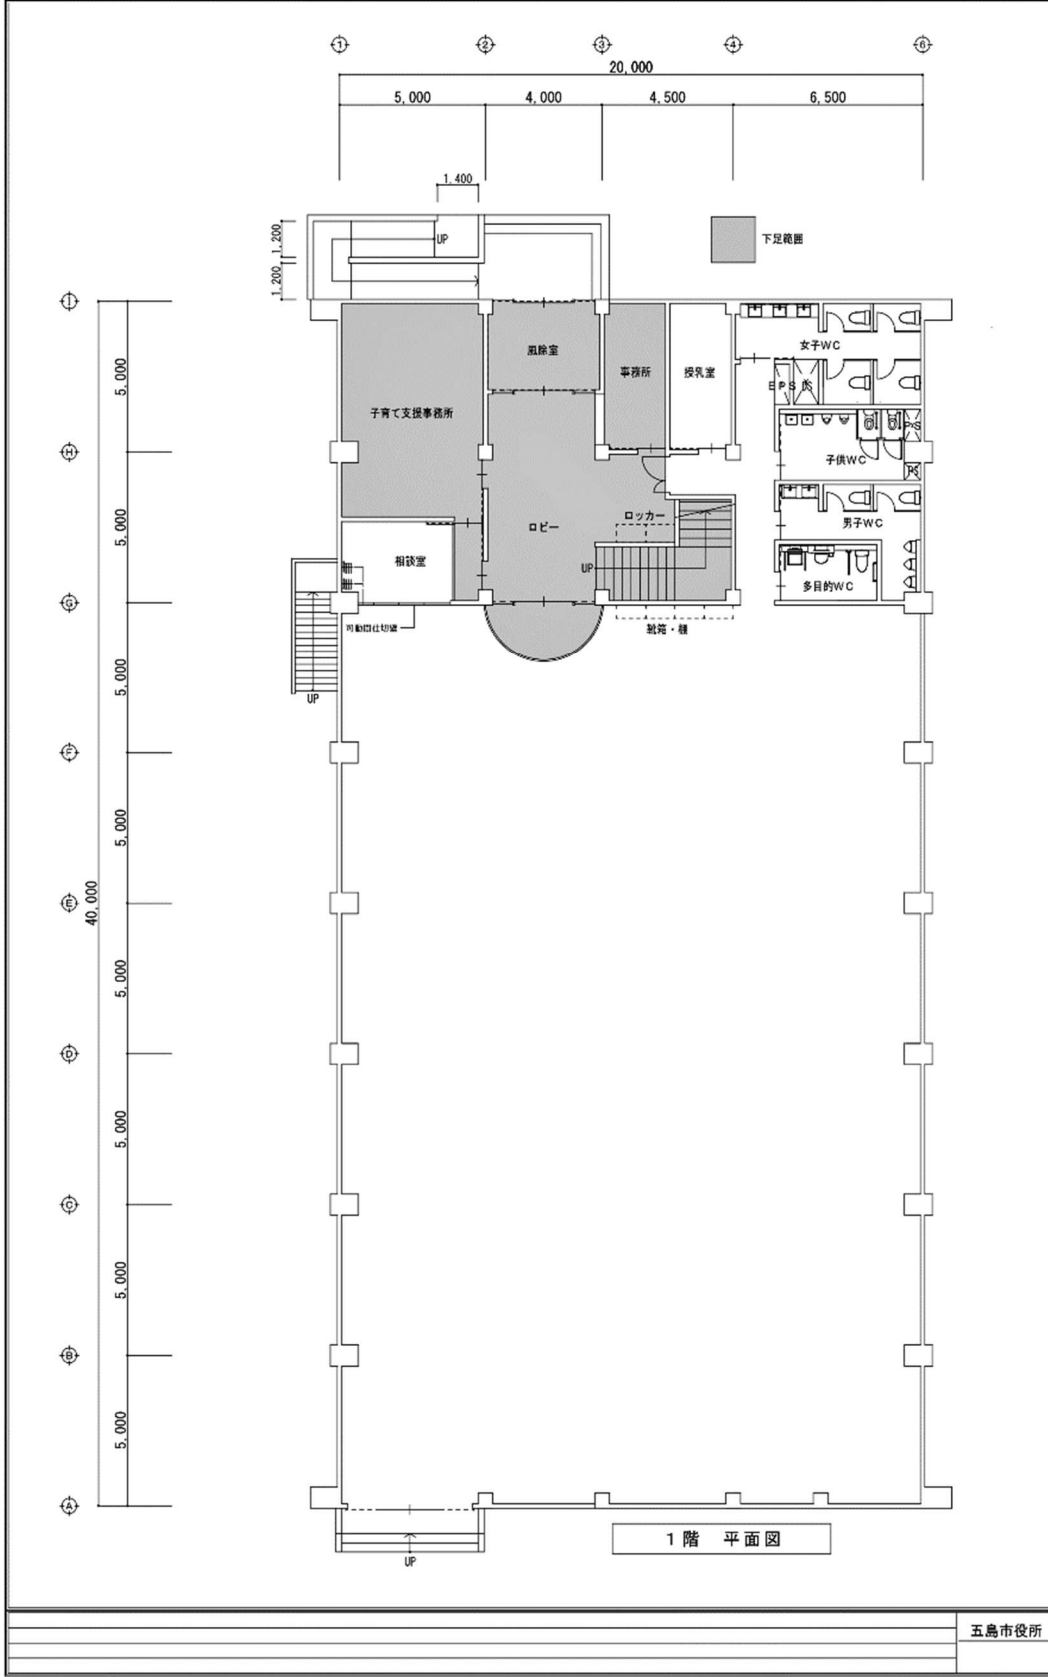 1 2 3 4 6
20,000
5,000 4,000 4,500 6,500
1,400
1,200
UP
下足範囲
1,200
I
風除室
女子WC
5,000
事務所
授乳室
EPS
子育て支援事務所
PS
H
子供WC
PS
ロッカー
男子WC
5,000
ロビー
相談室
UP
多目的WC
G
可動間仕切壁
靴箱・棚
5,000
UP
F
5,000
40,000
E
5,000
D
5,000
C
5,000
B
5,000
A
1階 平面図
UP
五島市役所